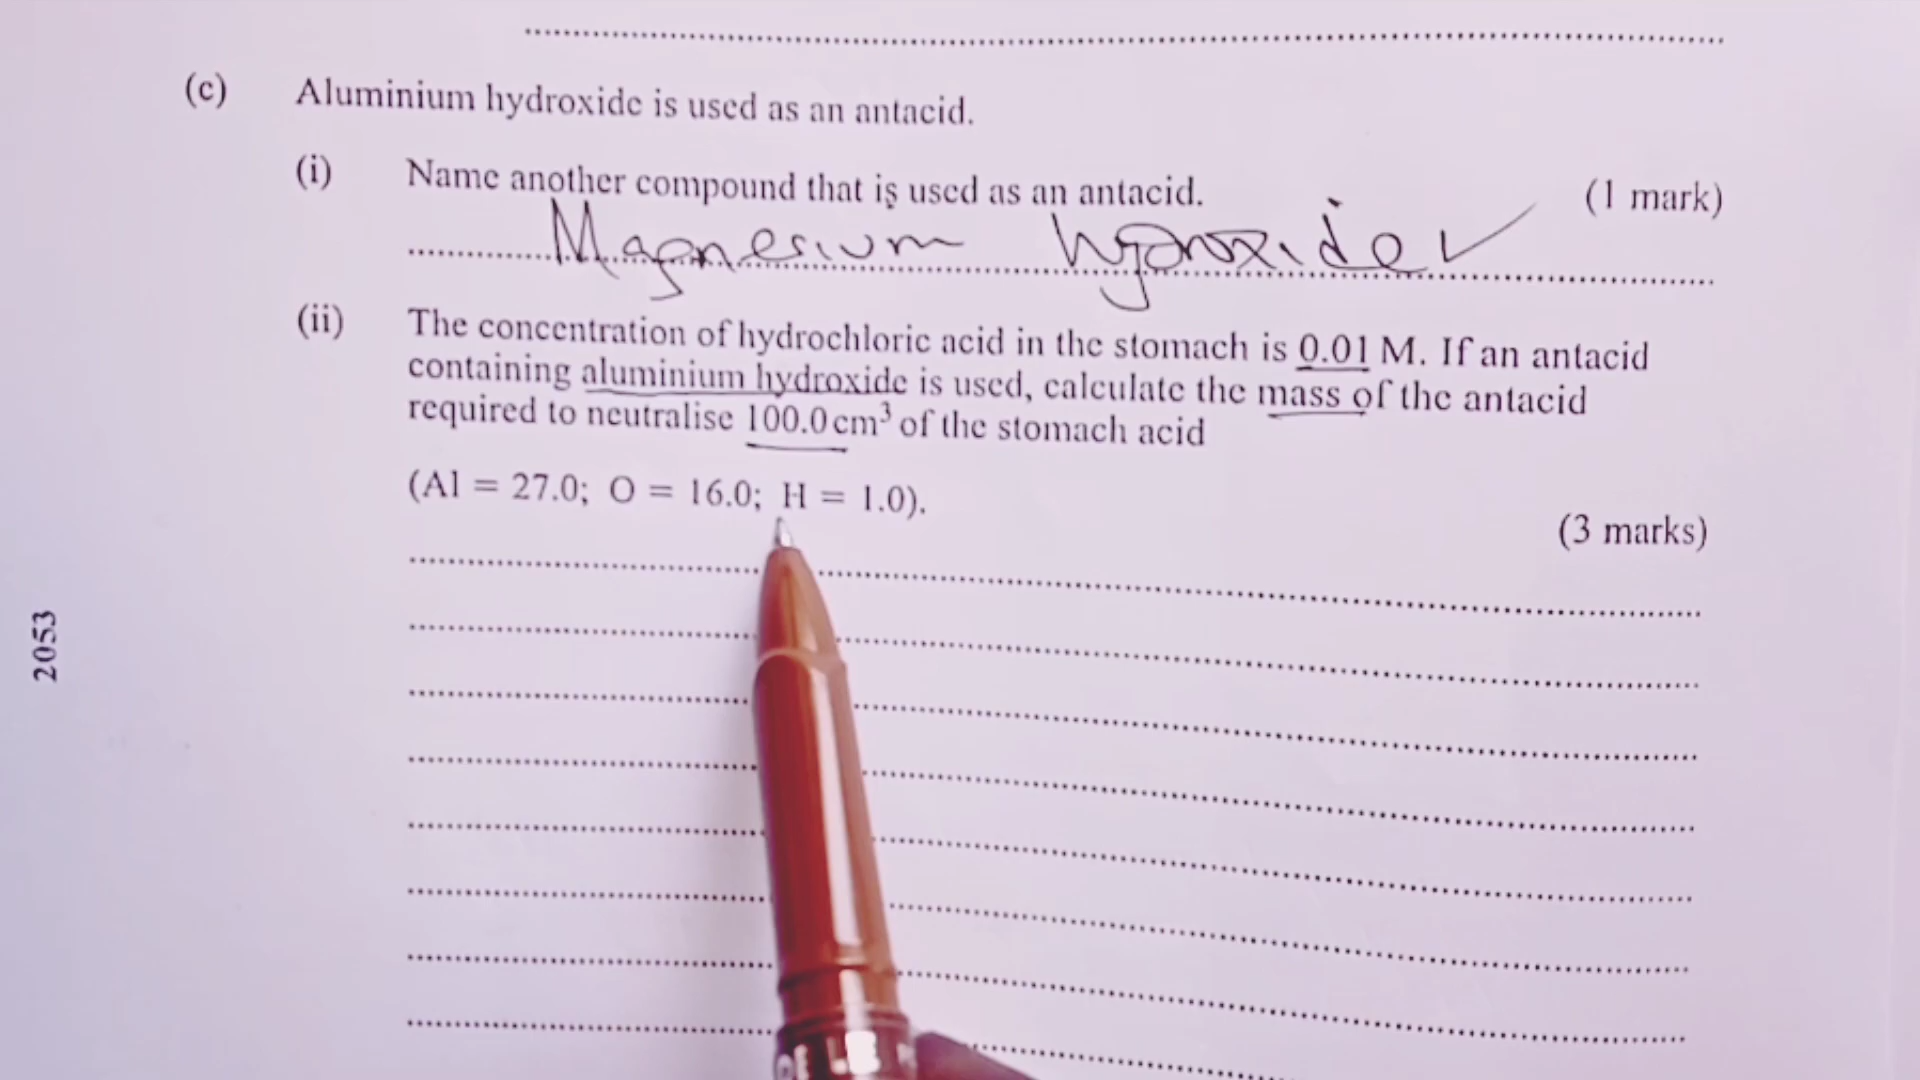 (c) Aluminium hydroxide is used as an antacid.
(i) Name another compound that is used as an antacid. (1 mark)
Magnesium hydroxide ✓
(ii) The concentration of hydrochloric acid in the stomach is 0.01 M. If an antacid
containing aluminium hydroxide is used, calculate the mass of the antacid
required to neutralise 100.0 cm³ of the stomach acid
(Al = 27.0; O = 16.0; H = 1.0).
(3 marks)
2053